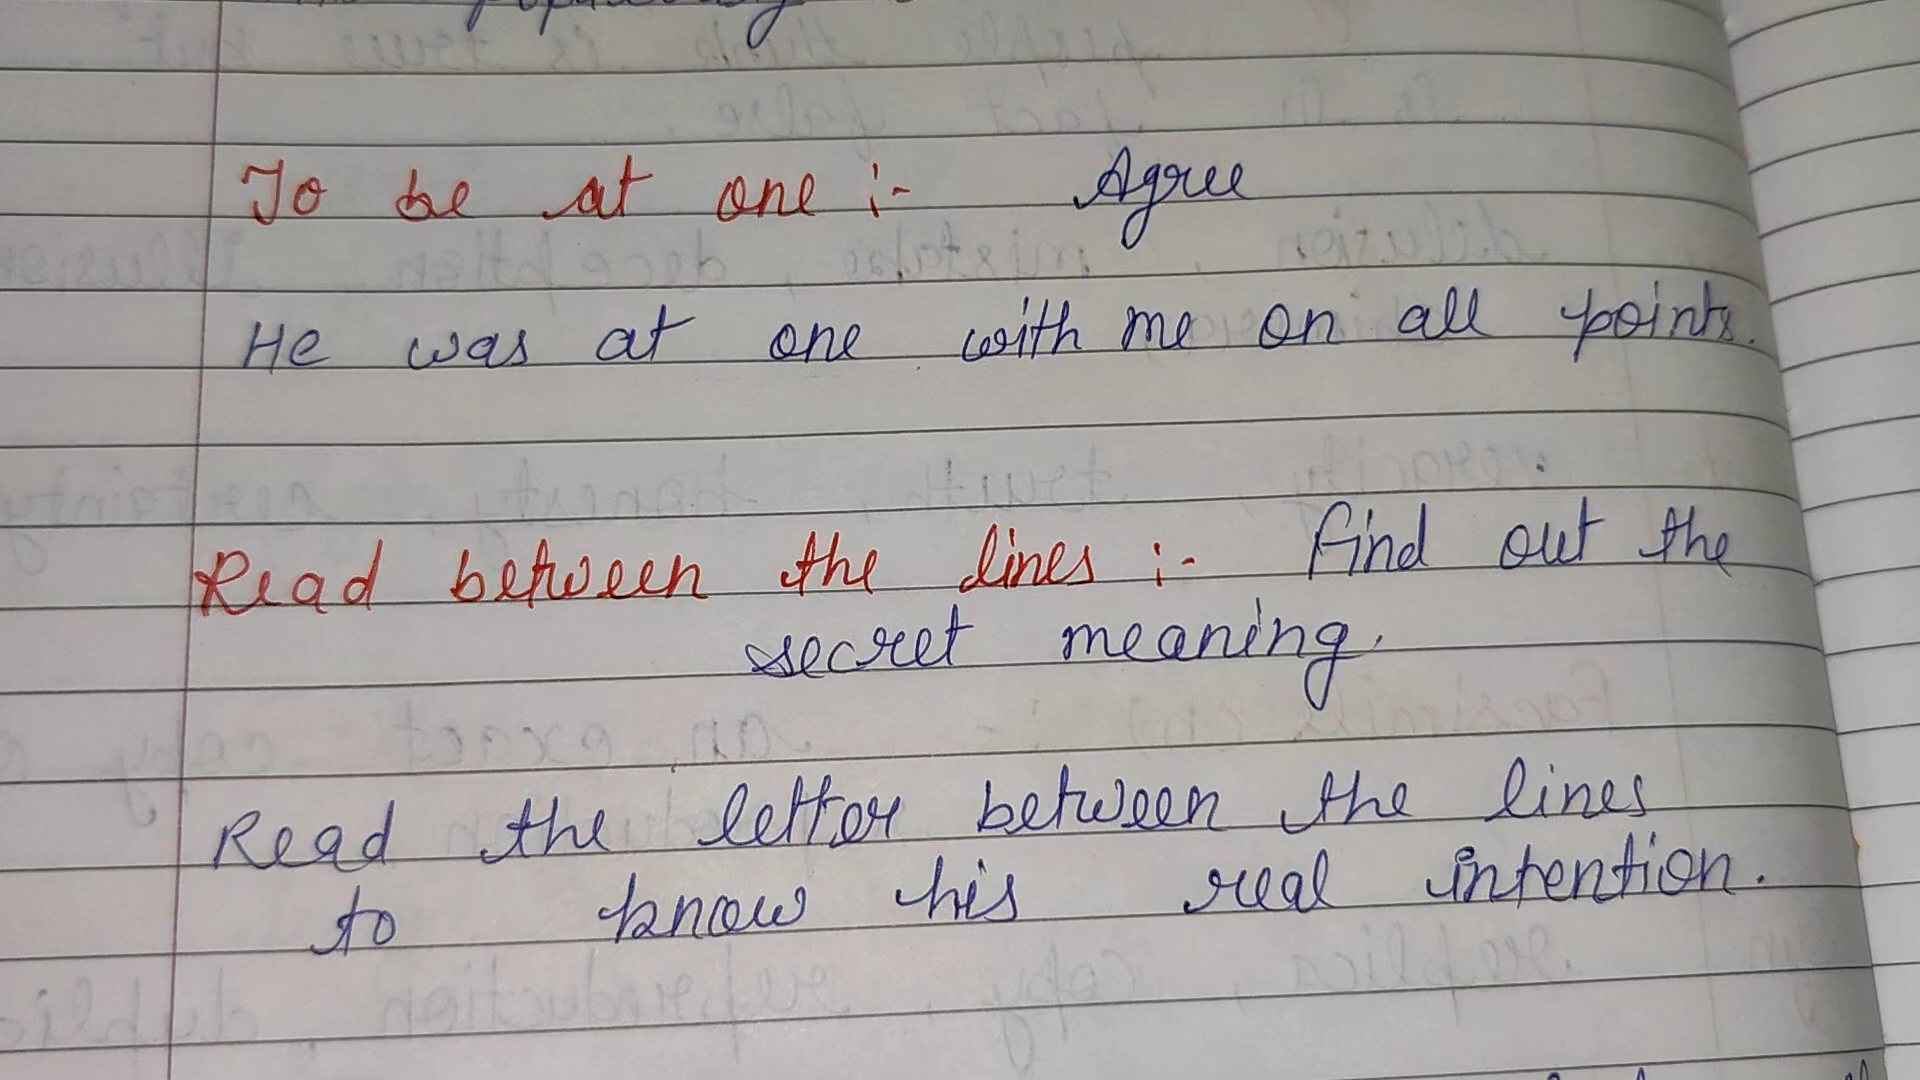 To be at one :- Agree
He was at one with me on all points.
Read between the lines :- find out the
secret meaning.
Read the letter between the lines
to know his real intention.